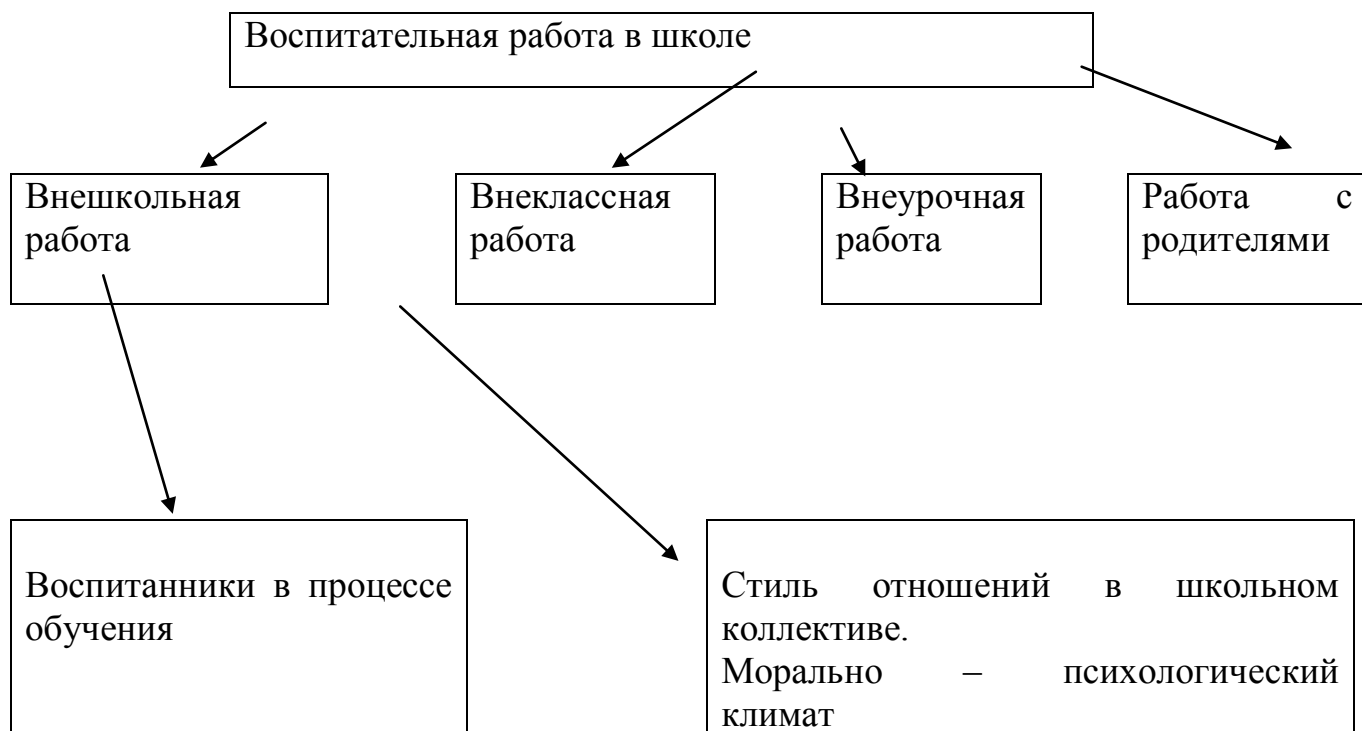 Воспитательная работа в школе
Внешкольная
работа
Внеклассная
работа
Внеурочная
работа
Работа с
родителями
Воспитанники в процессе
обучения
Стиль отношений в школьном
коллективе.
Морально – психологический
климат